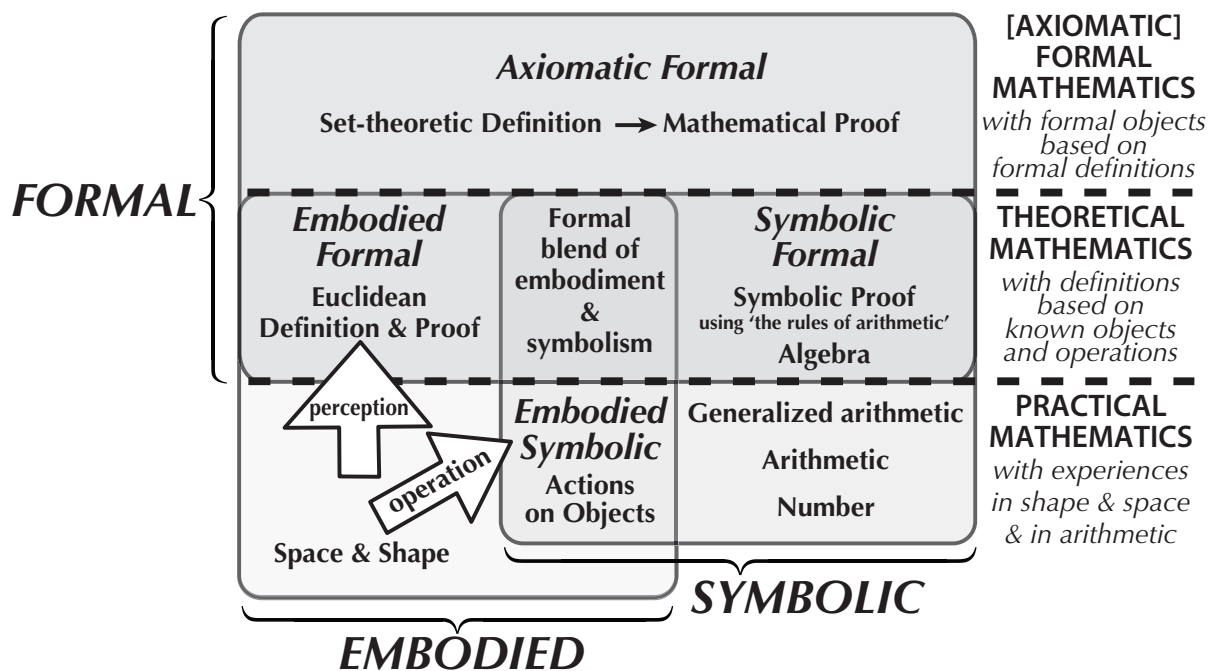 FORMAL
Axiomatic Formal
Set-theoretic Definition → Mathematical Proof
[AXIOMATIC]
FORMAL
MATHEMATICS
with formal objects
based on
formal definitions
Embodied
Formal
Euclidean
Definition & Proof
Formal
blend of
embodiment
&
symbolism
Symbolic
Formal
Symbolic Proof
using ‘the rules of arithmetic’
Algebra
THEORETICAL
MATHEMATICS
with definitions
based on
known objects
and operations
perception
operation
Space & Shape
Embodied
Symbolic
Actions
on Objects
Generalized arithmetic
Arithmetic
Number
PRACTICAL
MATHEMATICS
with experiences
in shape & space
& in arithmetic
SYMBOLIC
EMBODIED